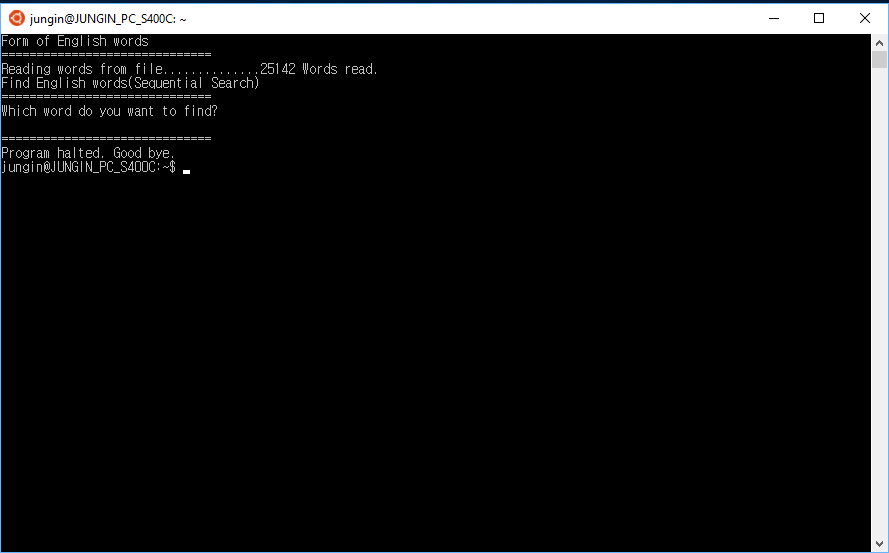 jungin@JUNGIN_PC_S400C: ~
Form of English words
==============================
Reading words from file..............25142 Words read.
Find English words(Sequential Search)
==============================
Which word do you want to find?
==============================
Program halted. Good bye.
jungin@JUNGIN_PC_S400C:~$